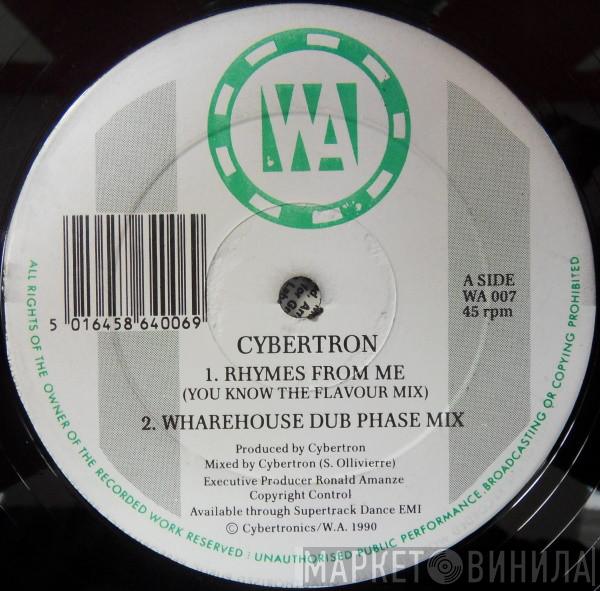 WA
5 016458 640069
A SIDE
WA 007
45 rpm
CYBERTRON
1. RHYMES FROM ME
(YOU KNOW THE FLAVOUR MIX)
2. WHAREHOUSE DUB PHASE MIX
Produced by Cybertron
Mixed by Cybertron (S. Ollivierre)
Executive Producer Ronald Amanze
Copyright Control
Available through Supertrack Dance EMI
© Cybertronics/W.A. 1990
ALL RIGHTS OF THE OWNER OF THE RECORDED WORK RESERVED : UNAUTHORISED PUBLIC PERFORMANCE, BROADCASTING OR COPYING PROHIBITED
МАРКЕТ ВИНИЛА